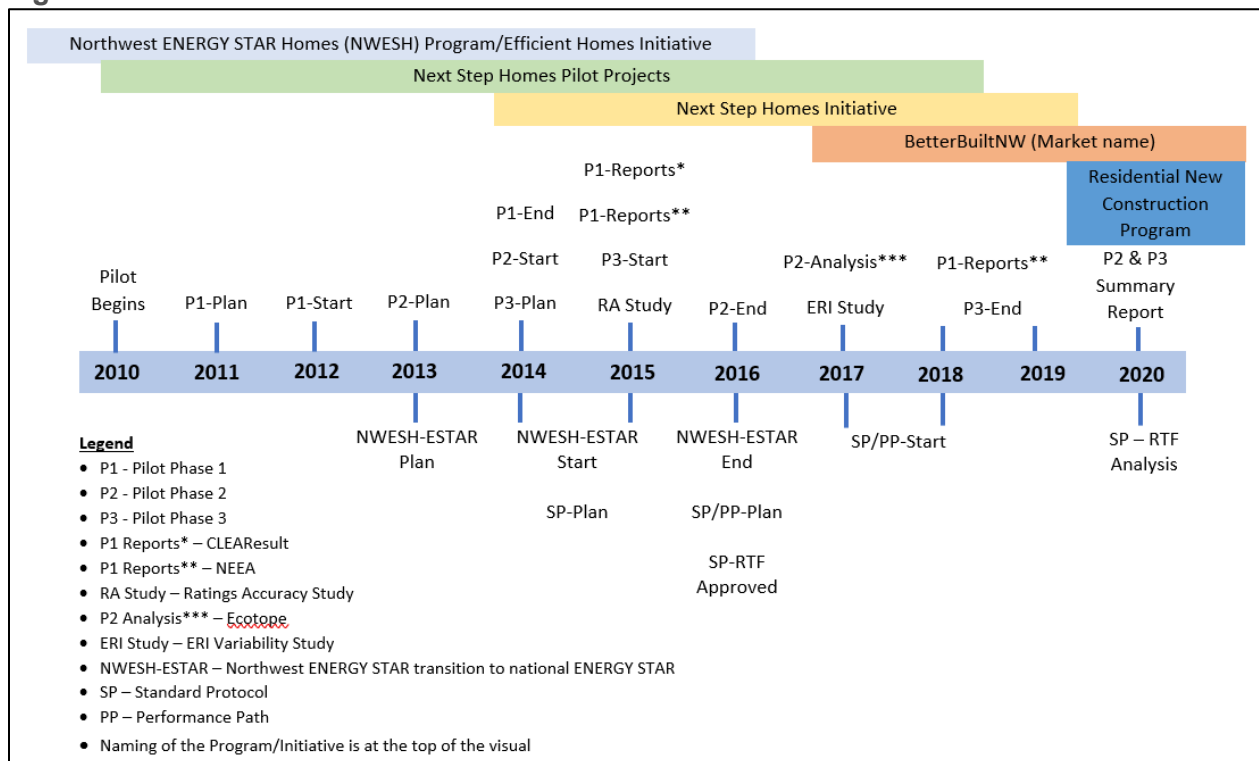 Northwest ENERGY STAR Homes (NWESH) Program/Efficient Homes Initiative
Next Step Homes Pilot Projects
Next Step Homes Initiative
BetterBuiltNW (Market name)
Residential New
Construction
Program
P1-Reports*
P1-End
P1-Reports**
P2-Start
P3-Start
P2-Analysis***
P1-Reports**
P2 & P3
Summary
Report
Pilot
Begins
P1-Plan
P1-Start
P2-Plan
P3-Plan
RA Study
P2-End
ERI Study
P3-End
2010
2011
2012
2013
2014
2015
2016
2017
2018
2019
2020
NWESH-ESTAR
Plan
NWESH-ESTAR
Start
SP-Plan
NWESH-ESTAR
End
SP/PP-Plan
SP-RTF
Approved
SP/PP-Start
SP – RTF
Analysis
Legend
• P1 - Pilot Phase 1
• P2 - Pilot Phase 2
• P3 - Pilot Phase 3
• P1 Reports* – CLEAResult
• P1 Reports** – NEEA
• RA Study – Ratings Accuracy Study
• P2 Analysis*** – Ecotope
• ERI Study – ERI Variability Study
• NWESH-ESTAR – Northwest ENERGY STAR transition to national ENERGY STAR
• SP – Standard Protocol
• PP – Performance Path
• Naming of the Program/Initiative is at the top of the visual